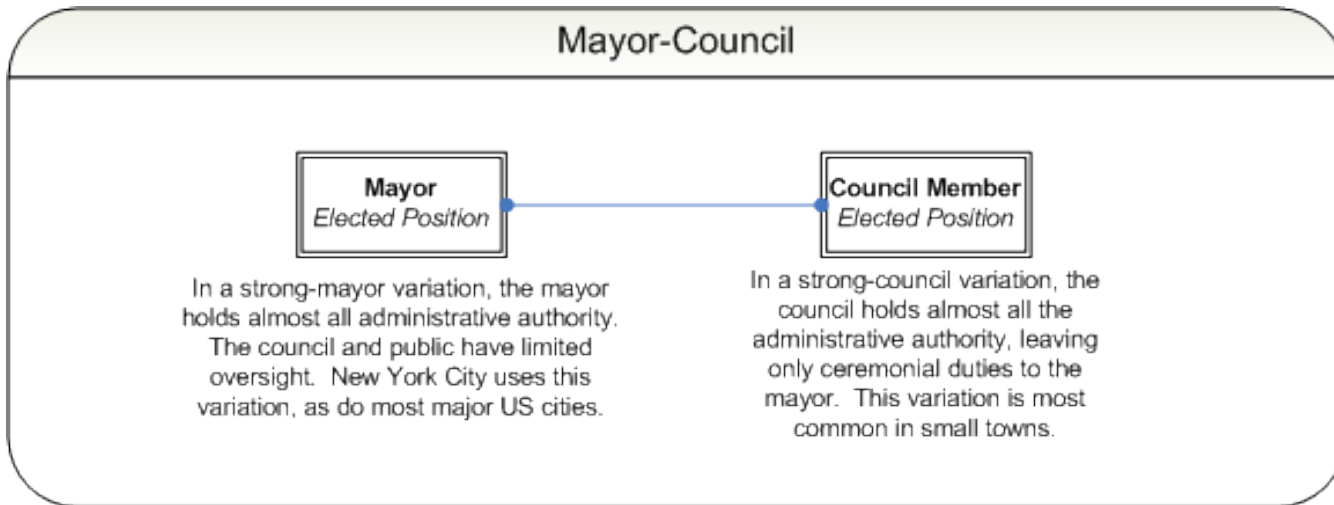 Mayor-Council
Mayor
Elected Position
In a strong-mayor variation, the mayor
holds almost all administrative authority.
The council and public have limited
oversight.  New York City uses this
variation, as do most major US cities.
Council Member
Elected Position
In a strong-council variation, the
council holds almost all the
administrative authority, leaving
only ceremonial duties to the
mayor.  This variation is most
common in small towns.